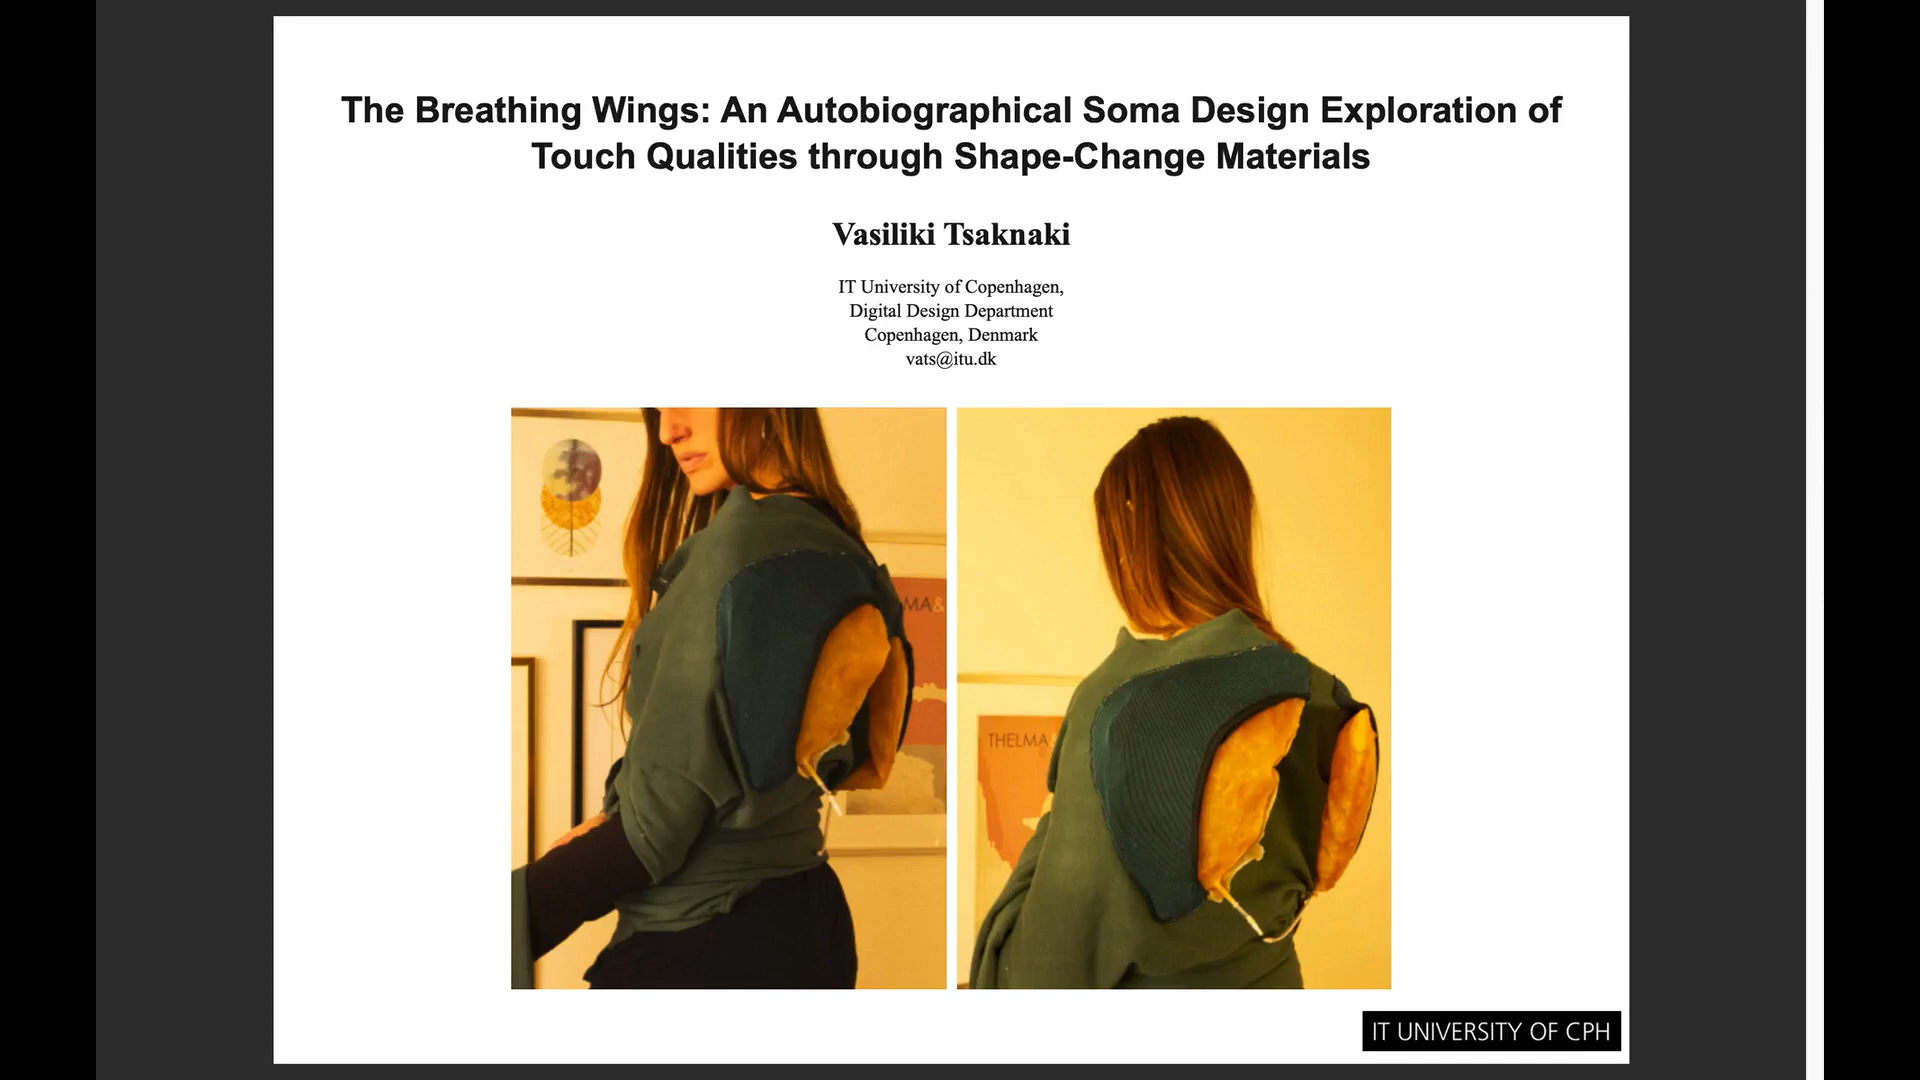 The Breathing Wings: An Autobiographical Soma Design Exploration of
Touch Qualities through Shape-Change Materials
Vasiliki Tsaknaki
IT University of Copenhagen,
Digital Design Department
Copenhagen, Denmark
vats@itu.dk
MA&
THELMA
IT UNIVERSITY OF CPH